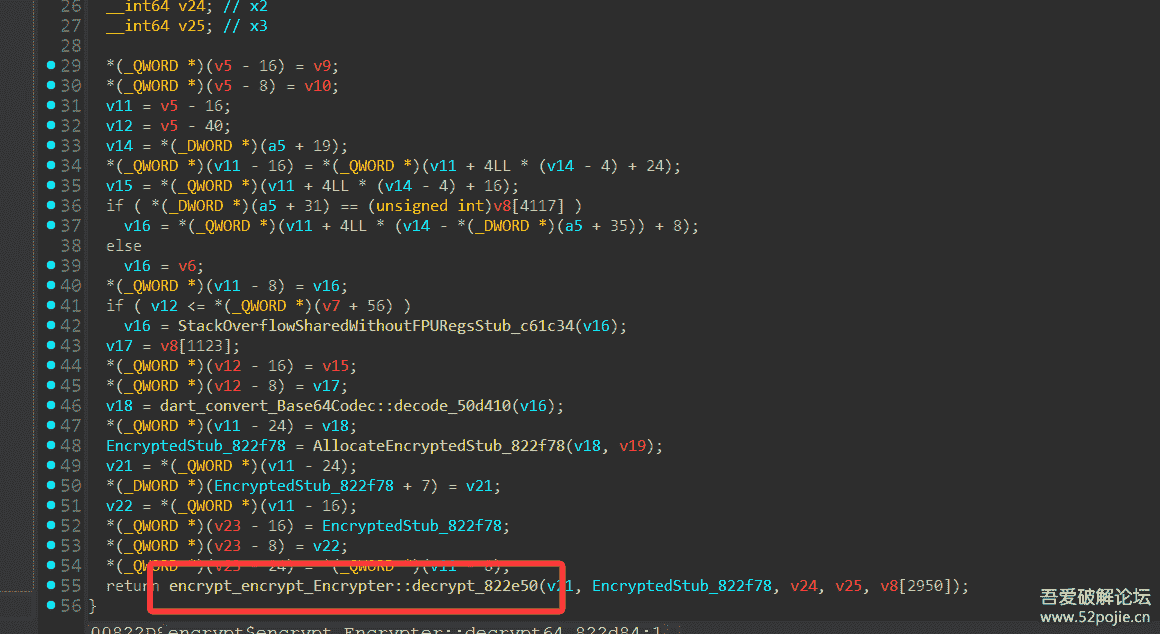 26 __int64 v24; // x2
27 __int64 v25; // x3
28
29 *(_QWORD *)(v5 - 16) = v9;
30 *(_QWORD *)(v5 - 8) = v10;
31 v11 = v5 - 16;
32 v12 = v5 - 40;
33 v14 = *(_DWORD *)(a5 + 19);
34 *(_QWORD *)(v11 - 16) = *(_QWORD *)(v11 + 4LL * (v14 - 4) + 24);
35 v15 = *(_QWORD *)(v11 + 4LL * (v14 - 4) + 16);
36 if ( *(_DWORD *)(a5 + 31) == (unsigned int)v8[4117] )
37 v16 = *(_QWORD *)(v11 + 4LL * (v14 - *(_DWORD *)(a5 + 35)) + 8);
38 else
39 v16 = v6;
40 *(_QWORD *)(v11 - 8) = v16;
41 if ( v12 <= *(_QWORD *)(v7 + 56) )
42 v16 = StackOverflowSharedWithoutFPURegsStub_c61c34(v16);
43 v17 = v8[1123];
44 *(_QWORD *)(v12 - 16) = v15;
45 *(_QWORD *)(v12 - 8) = v17;
46 v18 = dart_convert_Base64Codec::decode_50d410(v16);
47 *(_QWORD *)(v11 - 24) = v18;
48 EncryptedStub_822f78 = AllocateEncryptedStub_822f78(v18, v19);
49 v21 = *(_QWORD *)(v11 - 24);
50 *(_DWORD *)(EncryptedStub_822f78 + 7) = v21;
51 v22 = *(_QWORD *)(v11 - 16);
52 *(_QWORD *)(v23 - 16) = EncryptedStub_822f78;
53 *(_QWORD *)(v23 - 8) = v22;
54 *(_QWORD *)(v23 - 24) = *(_QWORD *)(v11 - 8);
55 return encrypt_encrypt_Encrypter::decrypt_822e50(v21, EncryptedStub_822f78, v24, v25, v8[2950]);
56 }
吾爱破解论坛
www.52pojie.cn